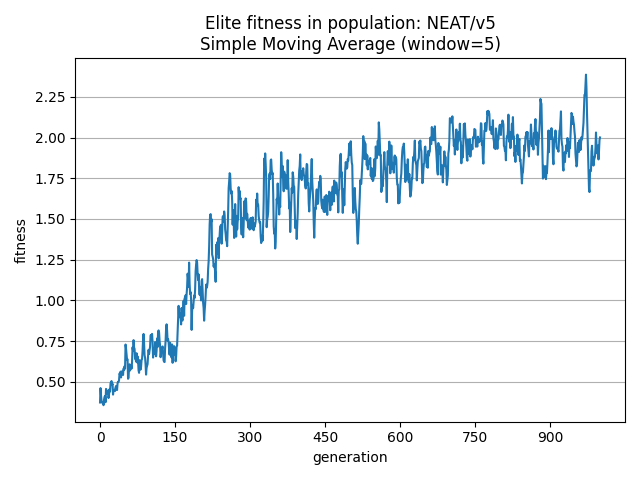 Elite fitness in population: NEAT/v5
Simple Moving Average (window=5)
2.25
2.00
1.75
1.50
1.25
1.00
0.75
0.50
fitness
0 150 300 450 600 750 900
generation